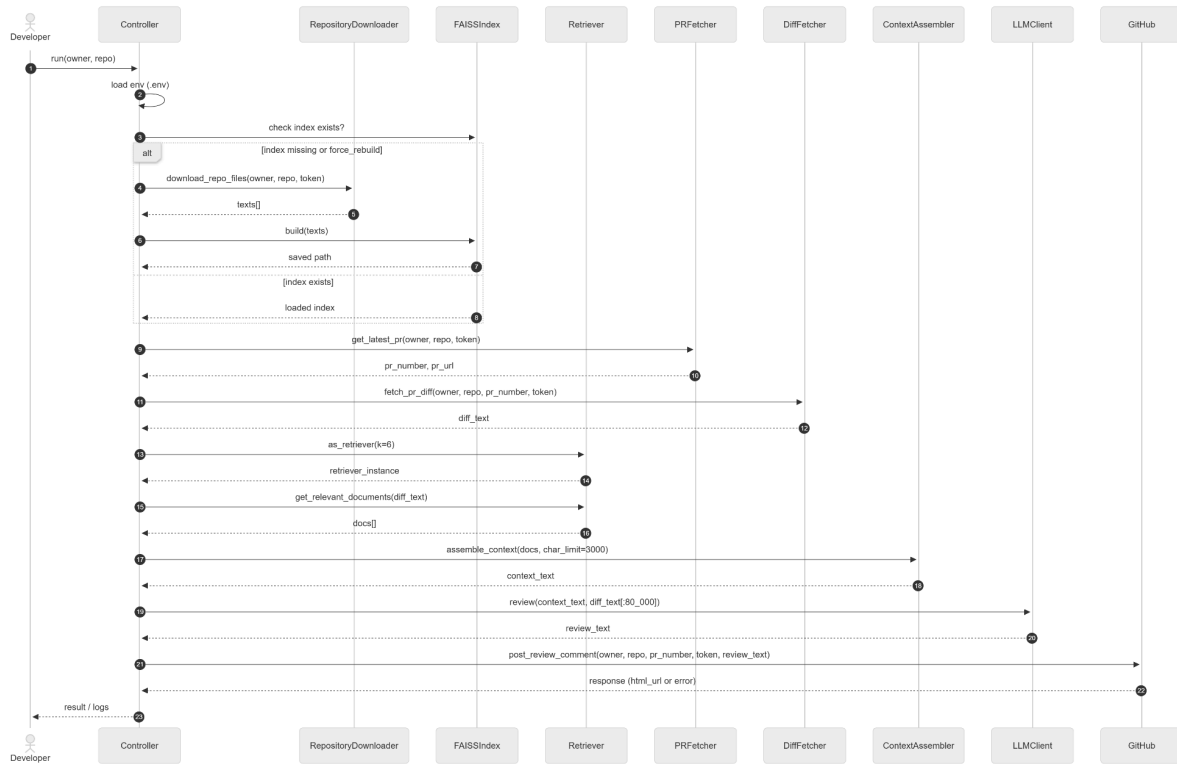 Developer
Controller
RepositoryDownloader
FAISSIndex
Retriever
PRFetcher
DiffFetcher
ContextAssembler
LLMClient
GitHub
run(owner, repo)
1
load env (.env)
2
check index exists?
3
alt
[index missing or force_rebuild]
download_repo_files(owner, repo, token)
4
texts[]
5
build(texts)
6
saved path
7
[index exists]
loaded index
8
get_latest_pr(owner, repo, token)
9
pr_number, pr_url
10
fetch_pr_diff(owner, repo, pr_number, token)
11
diff_text
12
as_retriever(k=6)
13
retriever_instance
14
get_relevant_documents(diff_text)
15
docs[]
16
assemble_context(docs, char_limit=3000)
17
context_text
18
review(context_text, diff_text[:80_000])
19
review_text
20
post_review_comment(owner, repo, pr_number, token, review_text)
21
response (html_url or error)
22
result / logs
23
Developer
Controller
RepositoryDownloader
FAISSIndex
Retriever
PRFetcher
DiffFetcher
ContextAssembler
LLMClient
GitHub